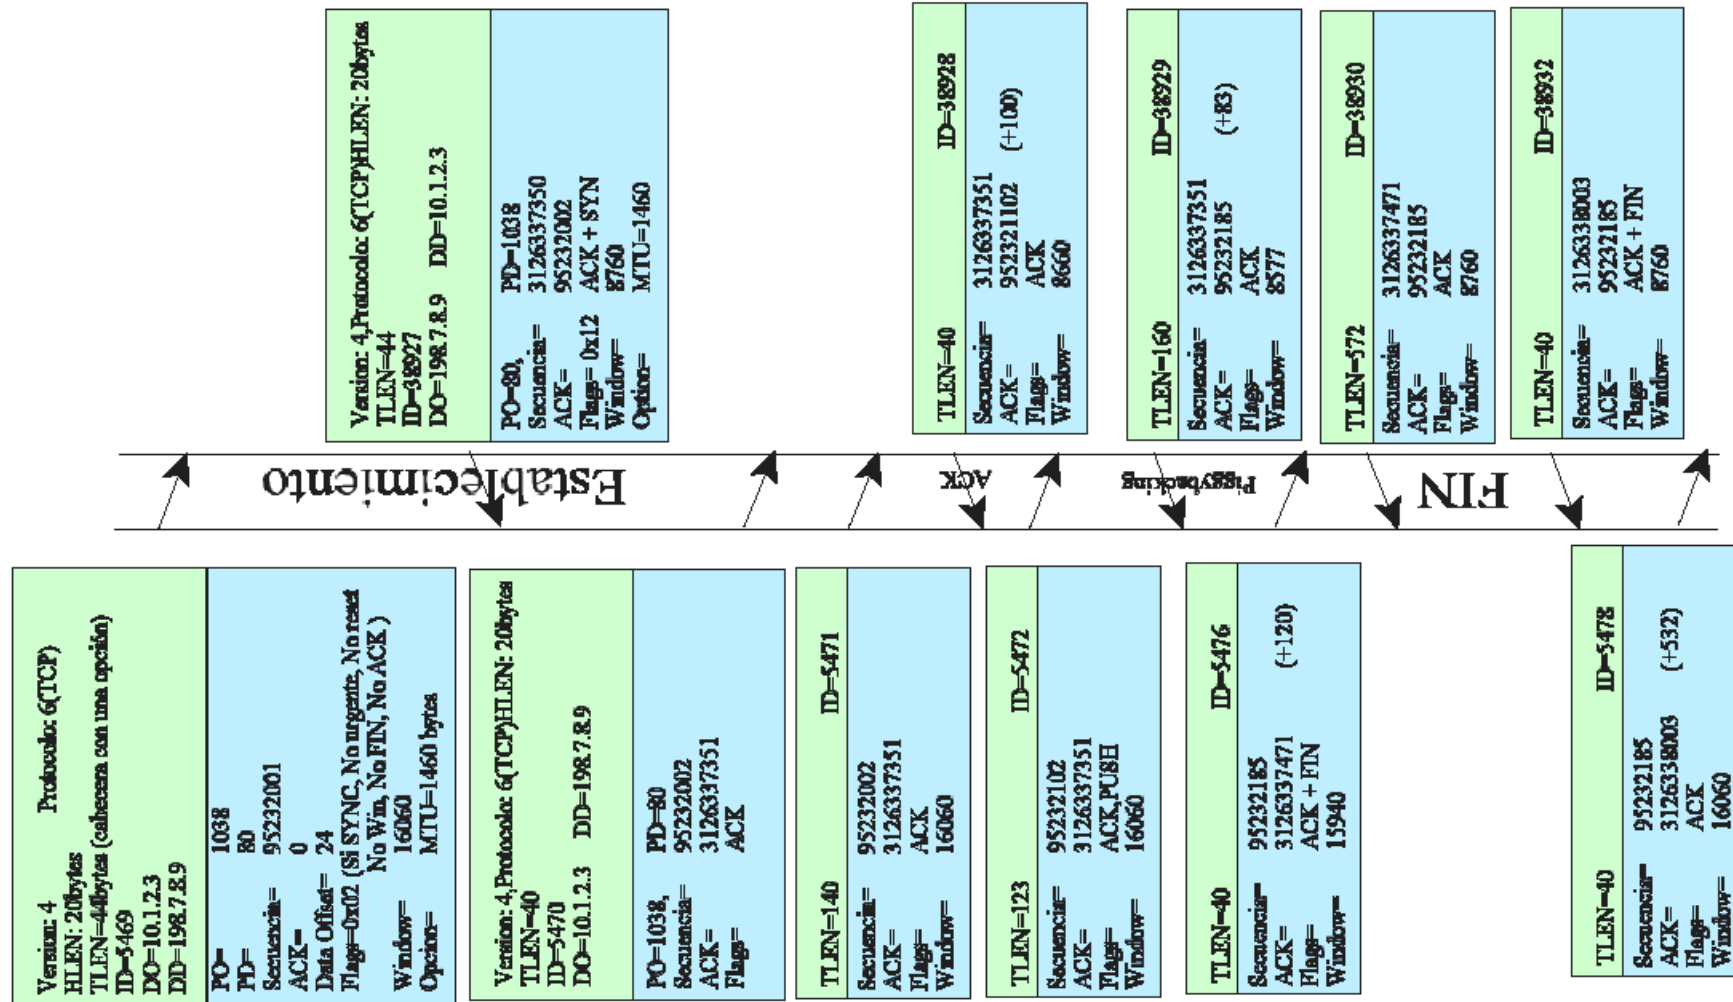 Version: 4 Protocolo: 6(TCP)
HLEN: 20bytes
TLEN=44bytes (cabecera con una opción)
ID=5469
DO=10.1.2.3
DD=198.7.8.9
PO= 1038
PD= 80
Secuencia= 95232001
ACK= 0
Data Offset= 24
Flags=0x02 (Si SYNC, No urgente, No reset
No Win, No FIN, No ACK )
Window= 16060
Opcion= MTU=1460 bytes
Version: 4,Protocolo: 6(TCP)HLEN: 20bytes
TLEN=44
ID=38927
DO=198.7.8.9 DD=10.1.2.3
PO=80, PD=1038
Secuencia= 3126337350
ACK= 95232002
Flags= 0x12 ACK + SYN
Window= 8760
Option= MTU=1460
Establecimiento
Version: 4,Protocolo: 6(TCP)HLEN: 20bytes
TLEN=40
ID=5470
DO=10.1.2.3 DD=198.7.8.9
PO=1038, PD=80
Secuencia= 95232002
ACK= 3126337351
Flags= ACK
TLEN=140 ID=5471
Secuencia= 95232002
ACK= 3126337351
Flags= ACK
Window= 16060
TLEN=40 ID=38928
Secuencia= 3126337351
ACK= 95232102 (+100)
Flags= ACK
Window= 8660
ACK
TLEN=123 ID=5472
Secuencia= 95232102
ACK= 3126337351
Flags= ACK,PUSH
Window= 16060
TLEN=160 ID=38929
Secuencia= 3126337351
ACK= 95232185 (+83)
Flags= ACK
Window= 8577
Piggybacking
TLEN=40 ID=5476
Secuencia= 95232185
ACK= 3126337471 (+120)
Flags= ACK + FIN
Window= 15940
TLEN=572 ID=38930
Secuencia= 3126337471
ACK= 95232185
Flags= ACK
Window= 8760
FIN
TLEN=40 ID=38932
Secuencia= 3126338003
ACK= 95232185
Flags= ACK + FIN
Window= 8760
TLEN=40 ID=5478
Secuencia= 95232185
ACK= 3126338003 (+532)
Flags= ACK
Window= 16060